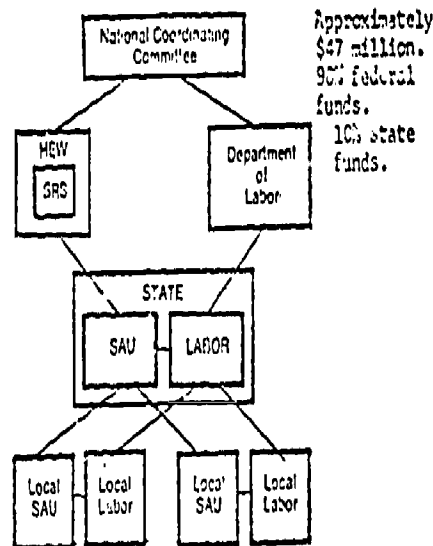 National Coordinating
Committee
Approximately
$47 million.
90% federal
funds.
10% state
funds.
HEW
SRS
Department
of
Labor
STATE
SAU
LABOR
Local
SAU
Local
Labor
Local
SAU
Local
Labor